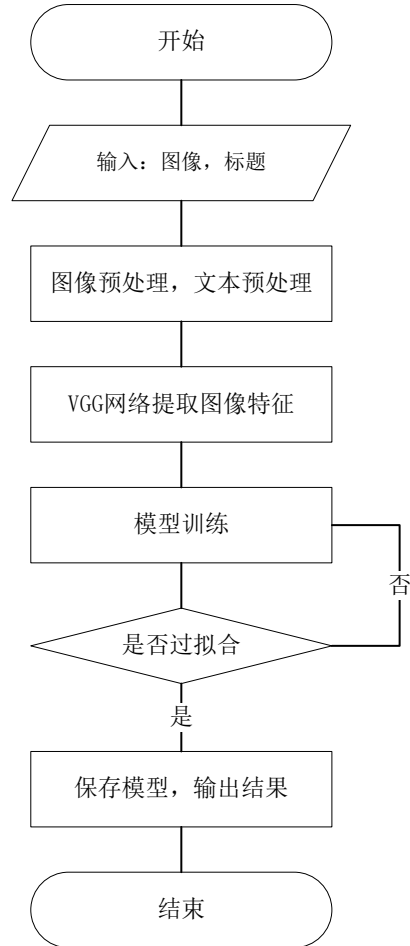 开始
输入：图像，标题
图像预处理，文本预处理
VGG网络提取图像特征
模型训练
否
是否过拟合
是
保存模型，输出结果
结束